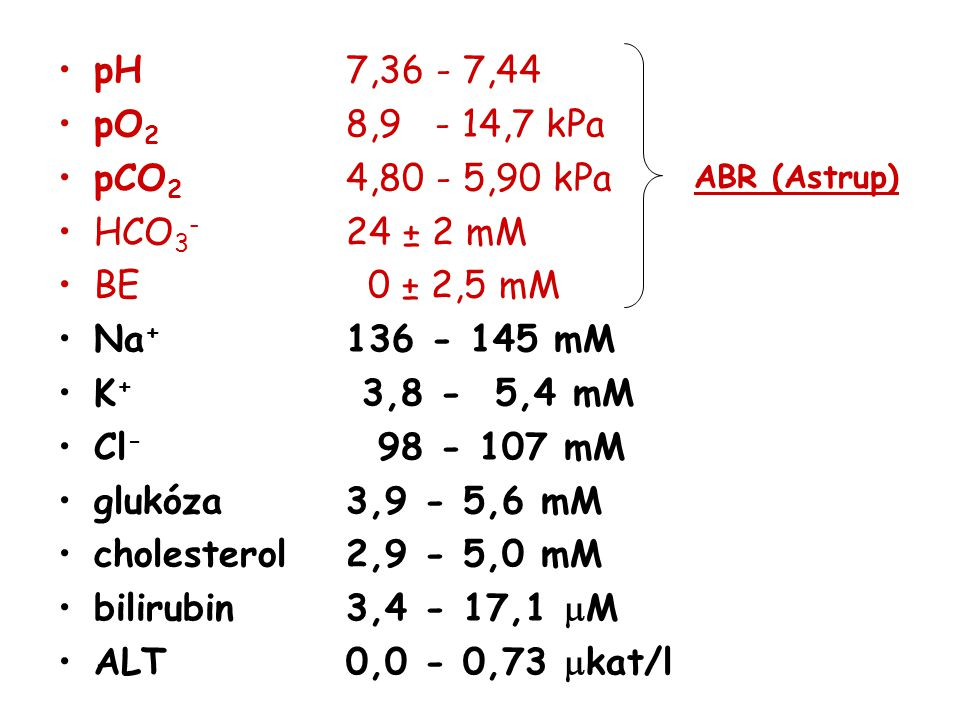 • pH 7,36 - 7,44
• pO₂ 8,9 - 14,7 kPa
• pCO₂ 4,80 - 5,90 kPa
ABR (Astrup)
• HCO₃⁻ 24 ± 2 mM
• BE 0 ± 2,5 mM
• Na⁺ 136 - 145 mM
• K⁺ 3,8 - 5,4 mM
• Cl⁻ 98 - 107 mM
• glukóza 3,9 - 5,6 mM
• cholesterol 2,9 - 5,0 mM
• bilirubin 3,4 - 17,1 μM
• ALT 0,0 - 0,73 μkat/l